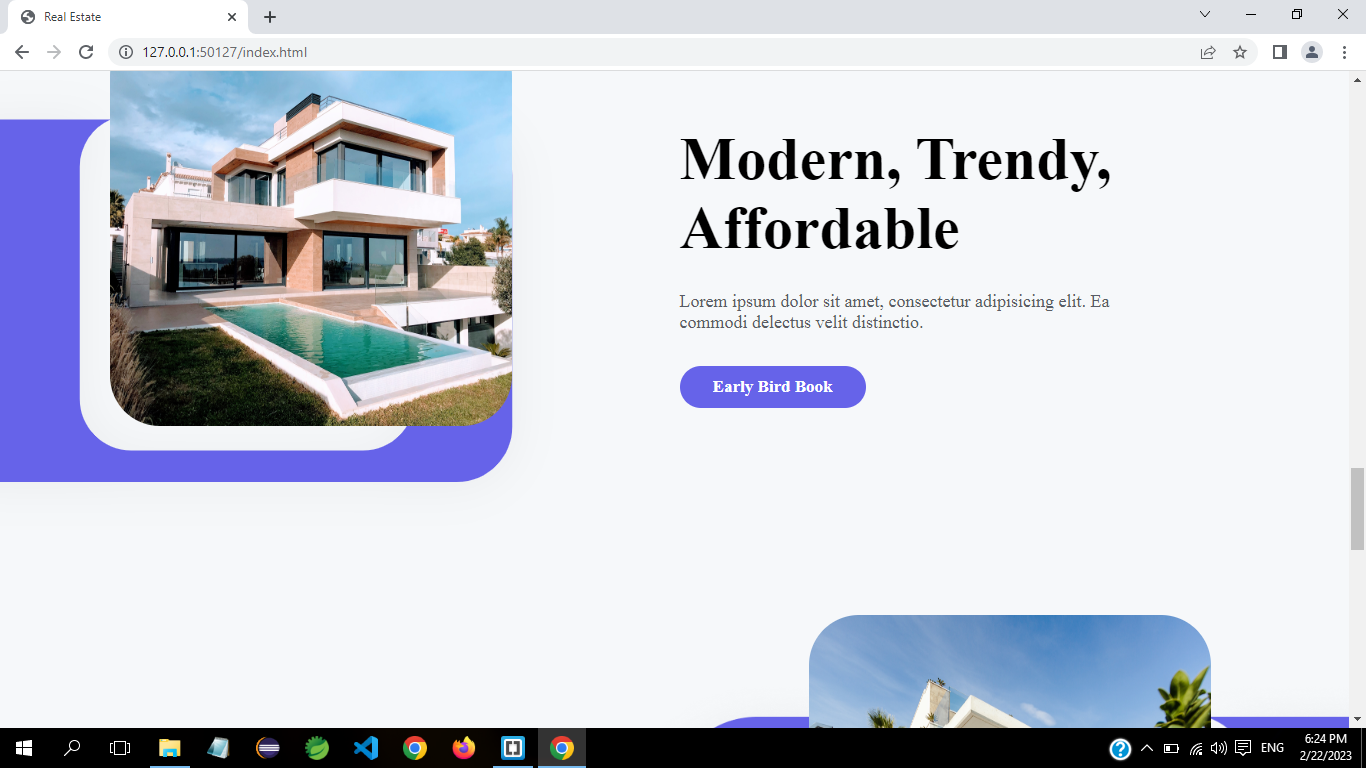 Real Estate
127.0.0.1:50127/index.html
Modern, Trendy,
Affordable
Lorem ipsum dolor sit amet, consectetur adipisicing elit. Ea
commodi delectus velit distinctio.
Early Bird Book
ENG
6:24 PM
2/22/2023